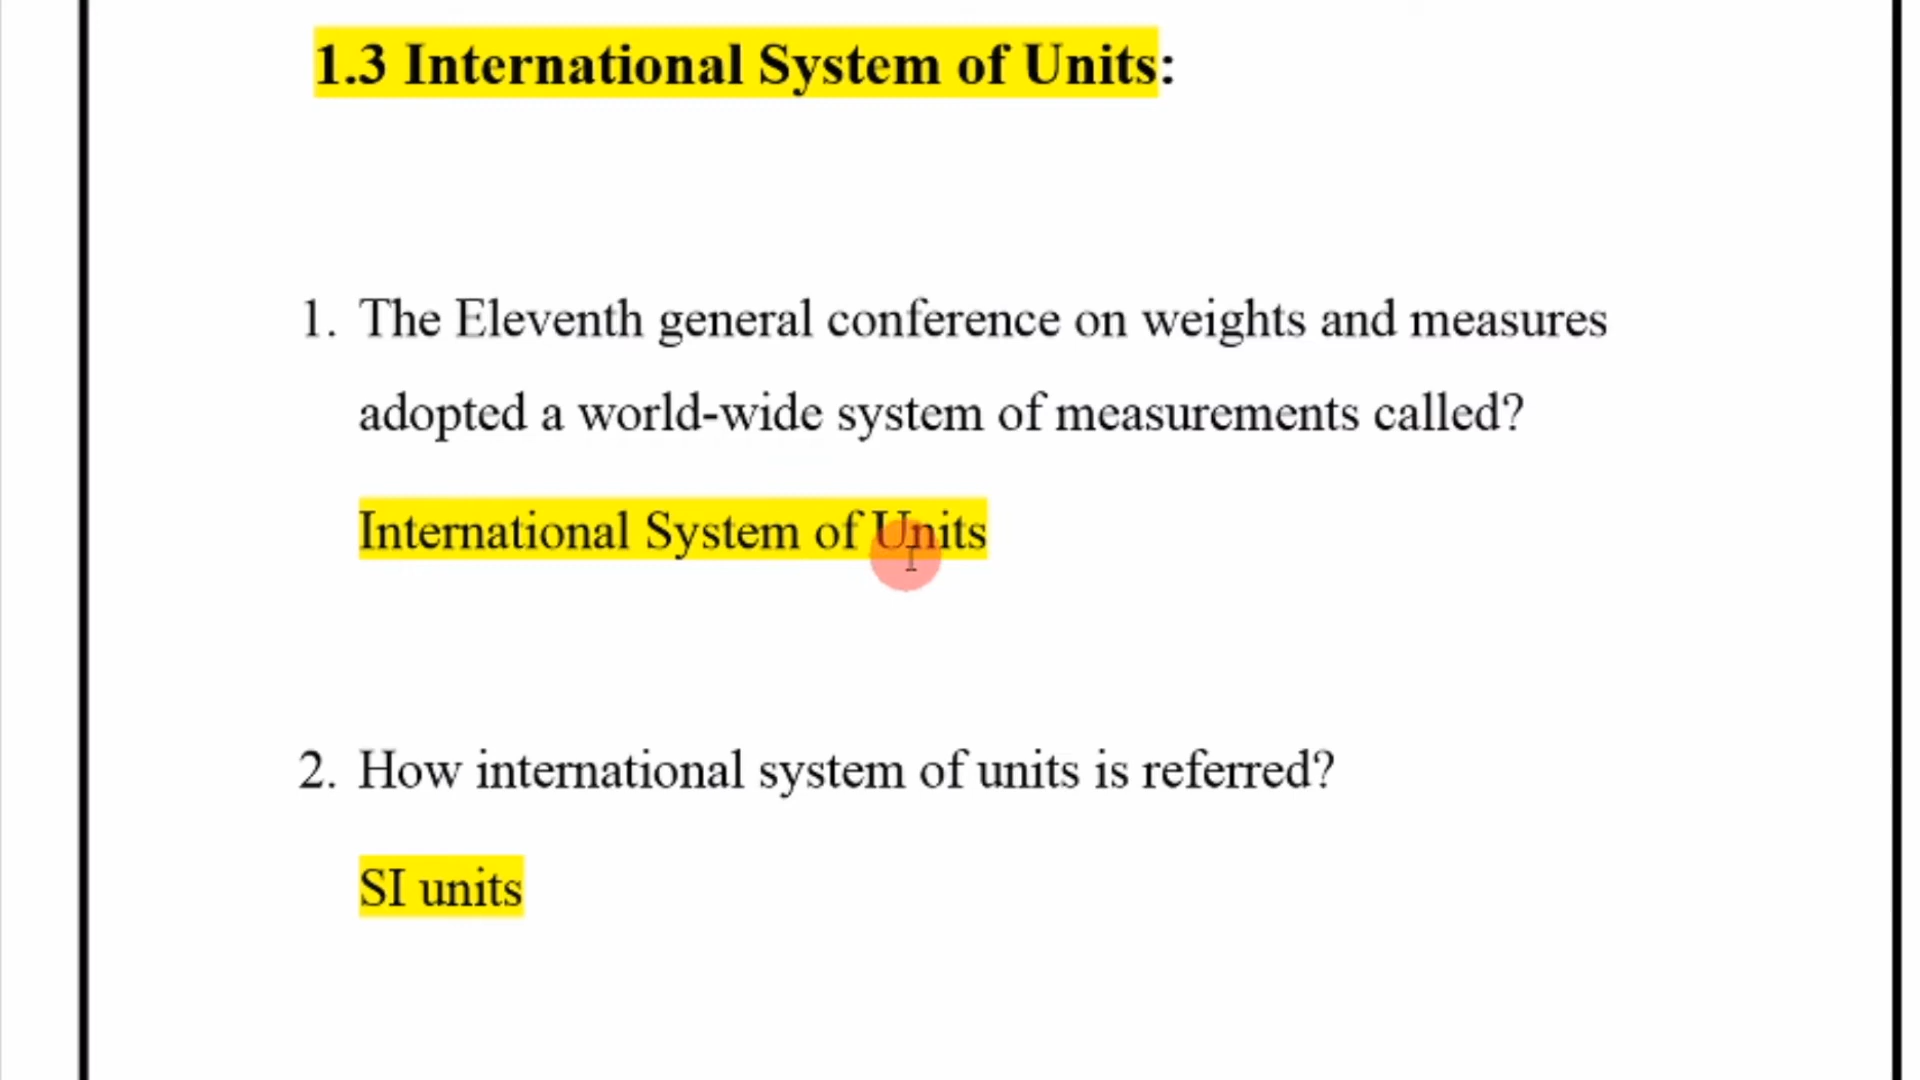 1.3 International System of Units:
1. The Eleventh general conference on weights and measures
adopted a world-wide system of measurements called?
International System of Units
2. How international system of units is referred?
SI units